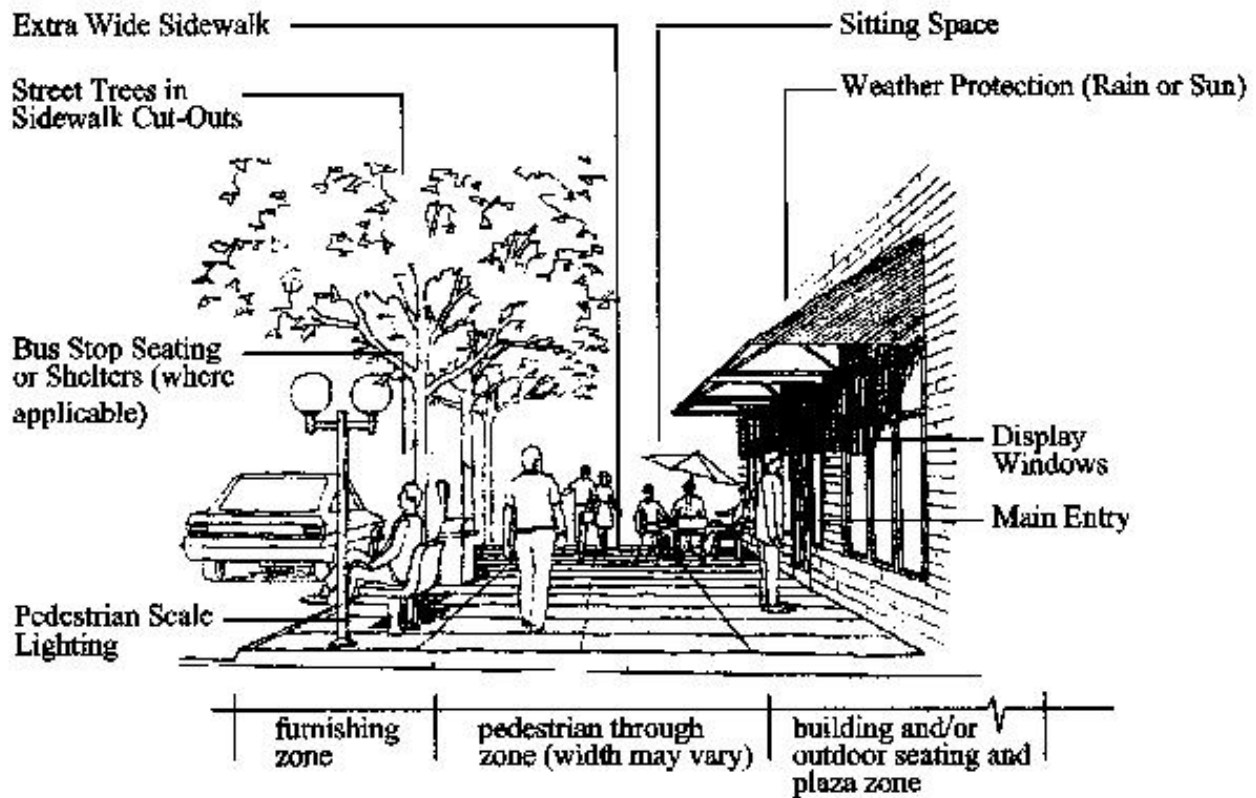 Extra Wide Sidewalk
Sitting Space
Street Trees in
Sidewalk Cut-Outs
Weather Protection (Rain or Sun)
Bus Stop Seating
or Shelters (where
applicable)
Display
Windows
Main Entry
Pedestrian Scale
Lighting
furnishing
zone
pedestrian through
zone (width may vary)
building and/or
outdoor seating and
plaza zone